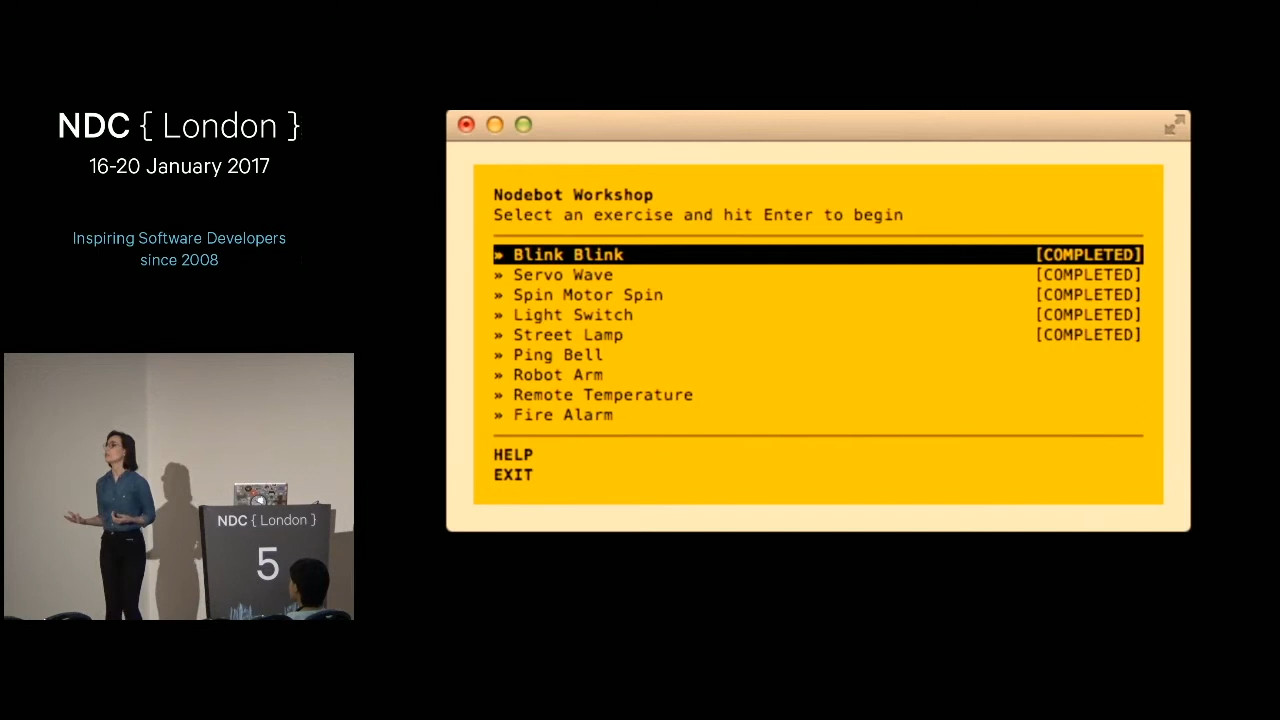 NDC { London }
16-20 January 2017
Inspiring Software Developers
since 2008
Nodebot Workshop
Select an exercise and hit Enter to begin
» Blink Blink [COMPLETED]
» Servo Wave [COMPLETED]
» Spin Motor Spin [COMPLETED]
» Light Switch [COMPLETED]
» Street Lamp [COMPLETED]
» Ping Bell
» Robot Arm
» Remote Temperature
» Fire Alarm
HELP
EXIT
NDC { London }
5